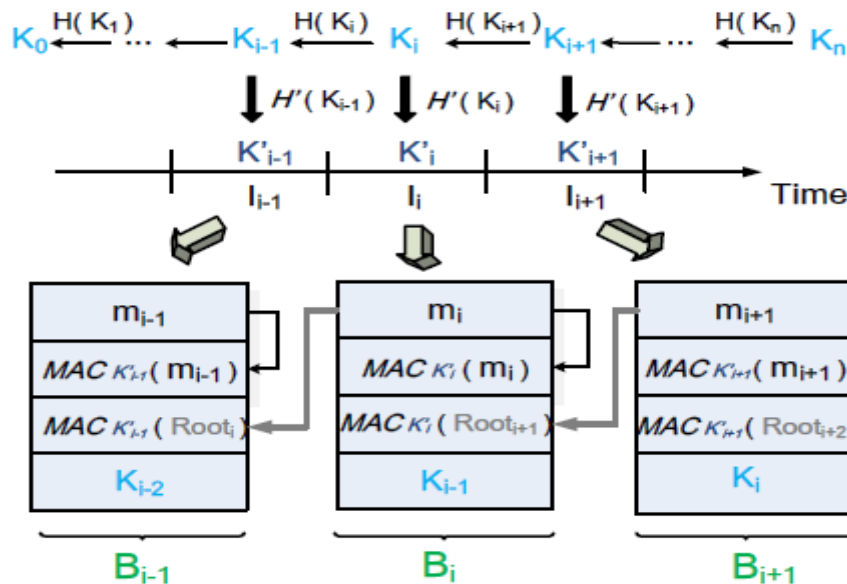 H( K₁) H( Kᵢ) H( Kᵢ₊₁) H( Kₙ)
K₀ ... Kᵢ₋₁ Kᵢ Kᵢ₊₁ ... Kₙ
H'( Kᵢ₋₁) H'( Kᵢ) H'( Kᵢ₊₁)
K'ᵢ₋₁ K'ᵢ K'ᵢ₊₁
Iᵢ₋₁ Iᵢ Iᵢ₊₁ Time
mᵢ₋₁ mᵢ mᵢ₊₁
MAC K'ᵢ₋₁( mᵢ₋₁) MAC K'ᵢ( mᵢ) MAC K'ᵢ₊₁( mᵢ₊₁)
MAC K'ᵢ₋₁( Rootᵢ) MAC K'ᵢ( Rootᵢ₊₁) MAC K'ᵢ₊₁( Rootᵢ₊₂
Kᵢ₋₂ Kᵢ₋₁ Kᵢ
Bᵢ₋₁ Bᵢ Bᵢ₊₁